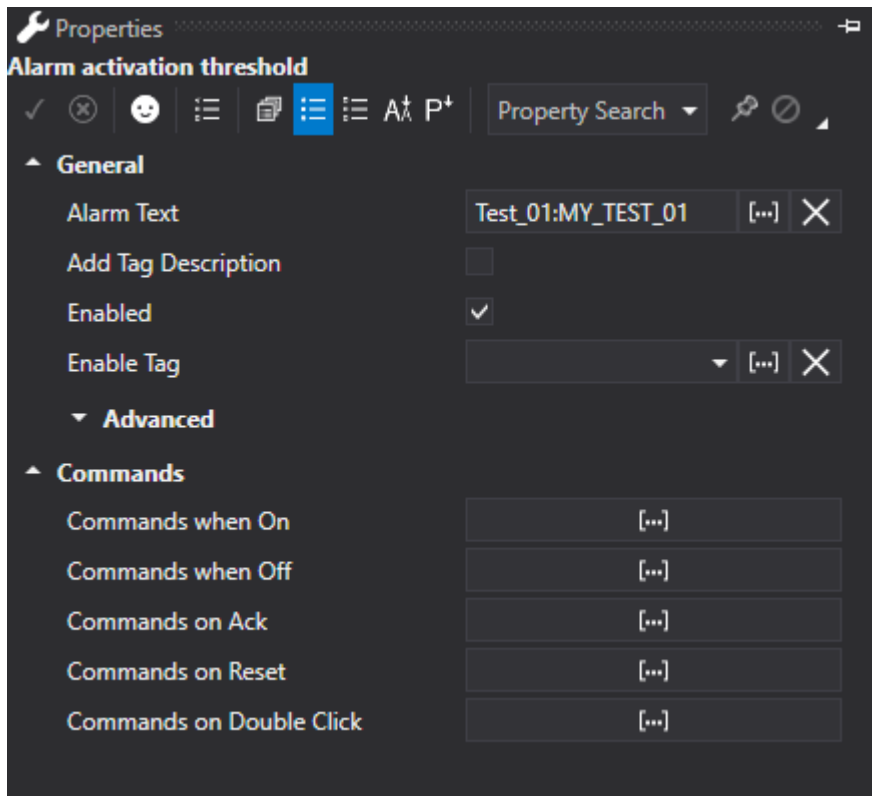 Properties
Alarm activation threshold
Property Search
General
Alarm Text Test_01:MY_TEST_01 [...]
Add Tag Description
Enabled
Enable Tag [...]
Advanced
Commands
Commands when On [...]
Commands when Off [...]
Commands on Ack [...]
Commands on Reset [...]
Commands on Double Click [...]